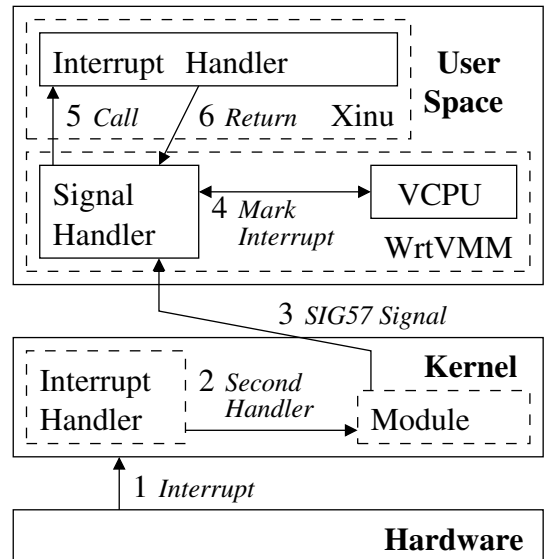 Interrupt Handler
User
Space
5 Call
6 Return
Xinu
Signal
Handler
4 Mark
Interrupt
VCPU
WrtVMM
3 SIG57 Signal
Kernel
Interrupt
Handler
2 Second
Handler
Module
1 Interrupt
Hardware